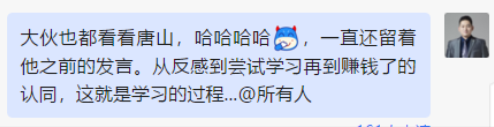 大伙也都看看唐山，哈哈哈哈，一直还留着
他之前的发言。从反感到尝试学习再到赚钱了的
认同，这就是学习的过程...@所有人